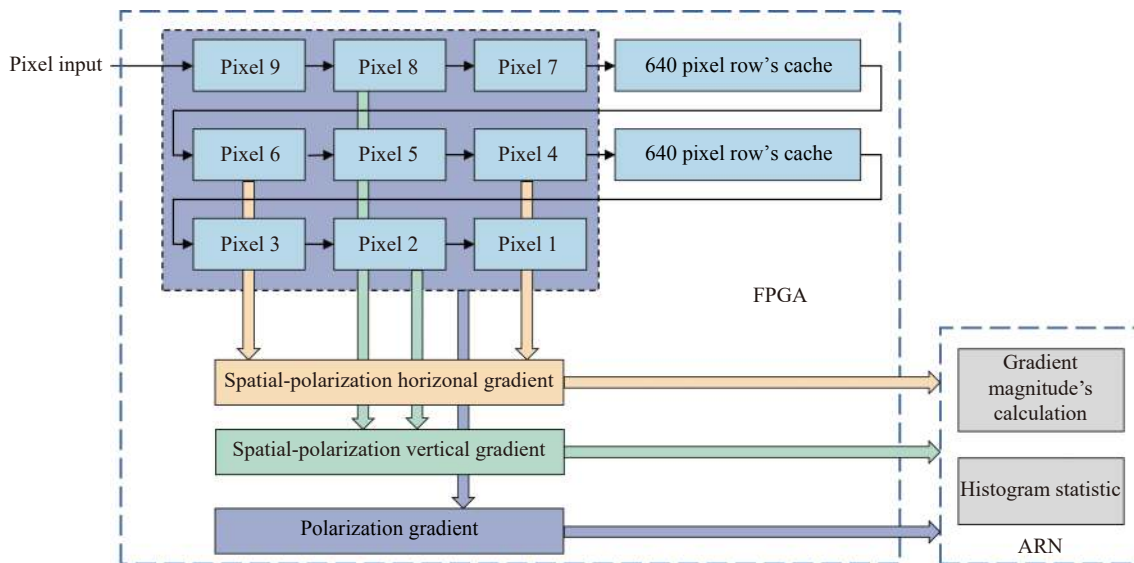 Pixel input
Pixel 9
Pixel 8
Pixel 7
640 pixel row's cache
Pixel 6
Pixel 5
Pixel 4
640 pixel row's cache
Pixel 3
Pixel 2
Pixel 1
FPGA
Spatial-polarization horizonal gradient
Spatial-polarization vertical gradient
Polarization gradient
Gradient
magnitude's
calculation
Histogram statistic
ARN